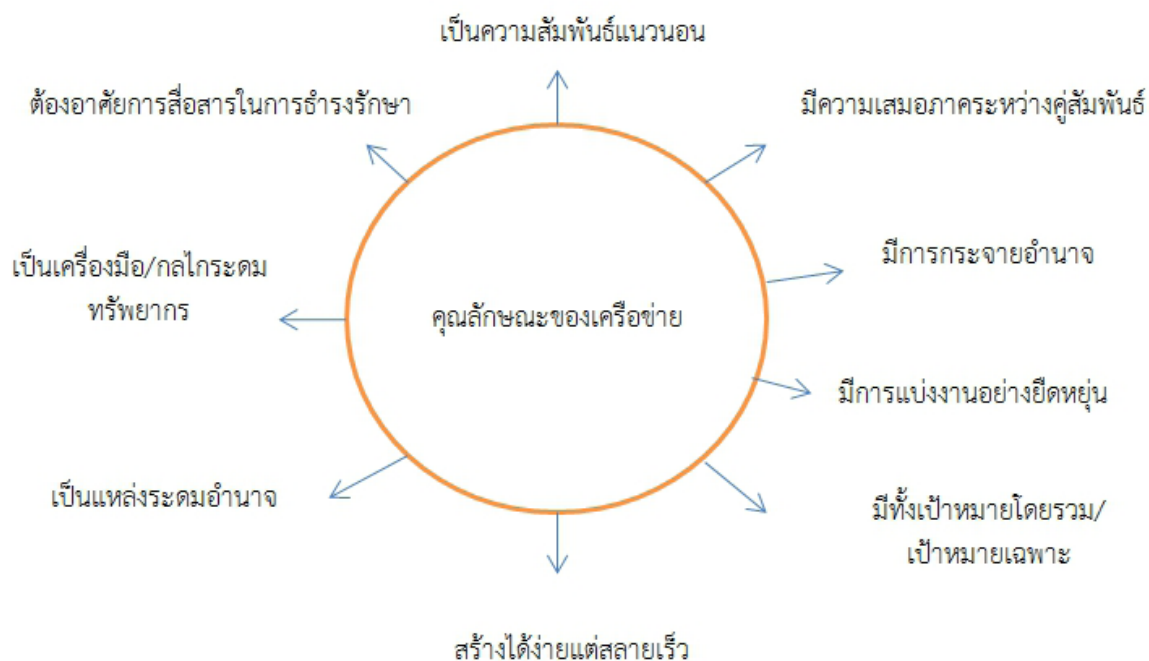 เป็นความสัมพันธ์แนวนอน
ต้องอาศัยการสื่อสารในการธำรงรักษา
มีความเสมอภาคระหว่างคู่สัมพันธ์
มีการกระจายอำนาจ
เป็นเครื่องมือ/กลไกระดม
ทรัพยากร
คุณลักษณะของเครือข่าย
มีการแบ่งงานอย่างยืดหยุ่น
เป็นแหล่งระดมอำนาจ
มีทั้งเป้าหมายโดยรวม/
เป้าหมายเฉพาะ
สร้างได้ง่ายแต่สลายเร็ว